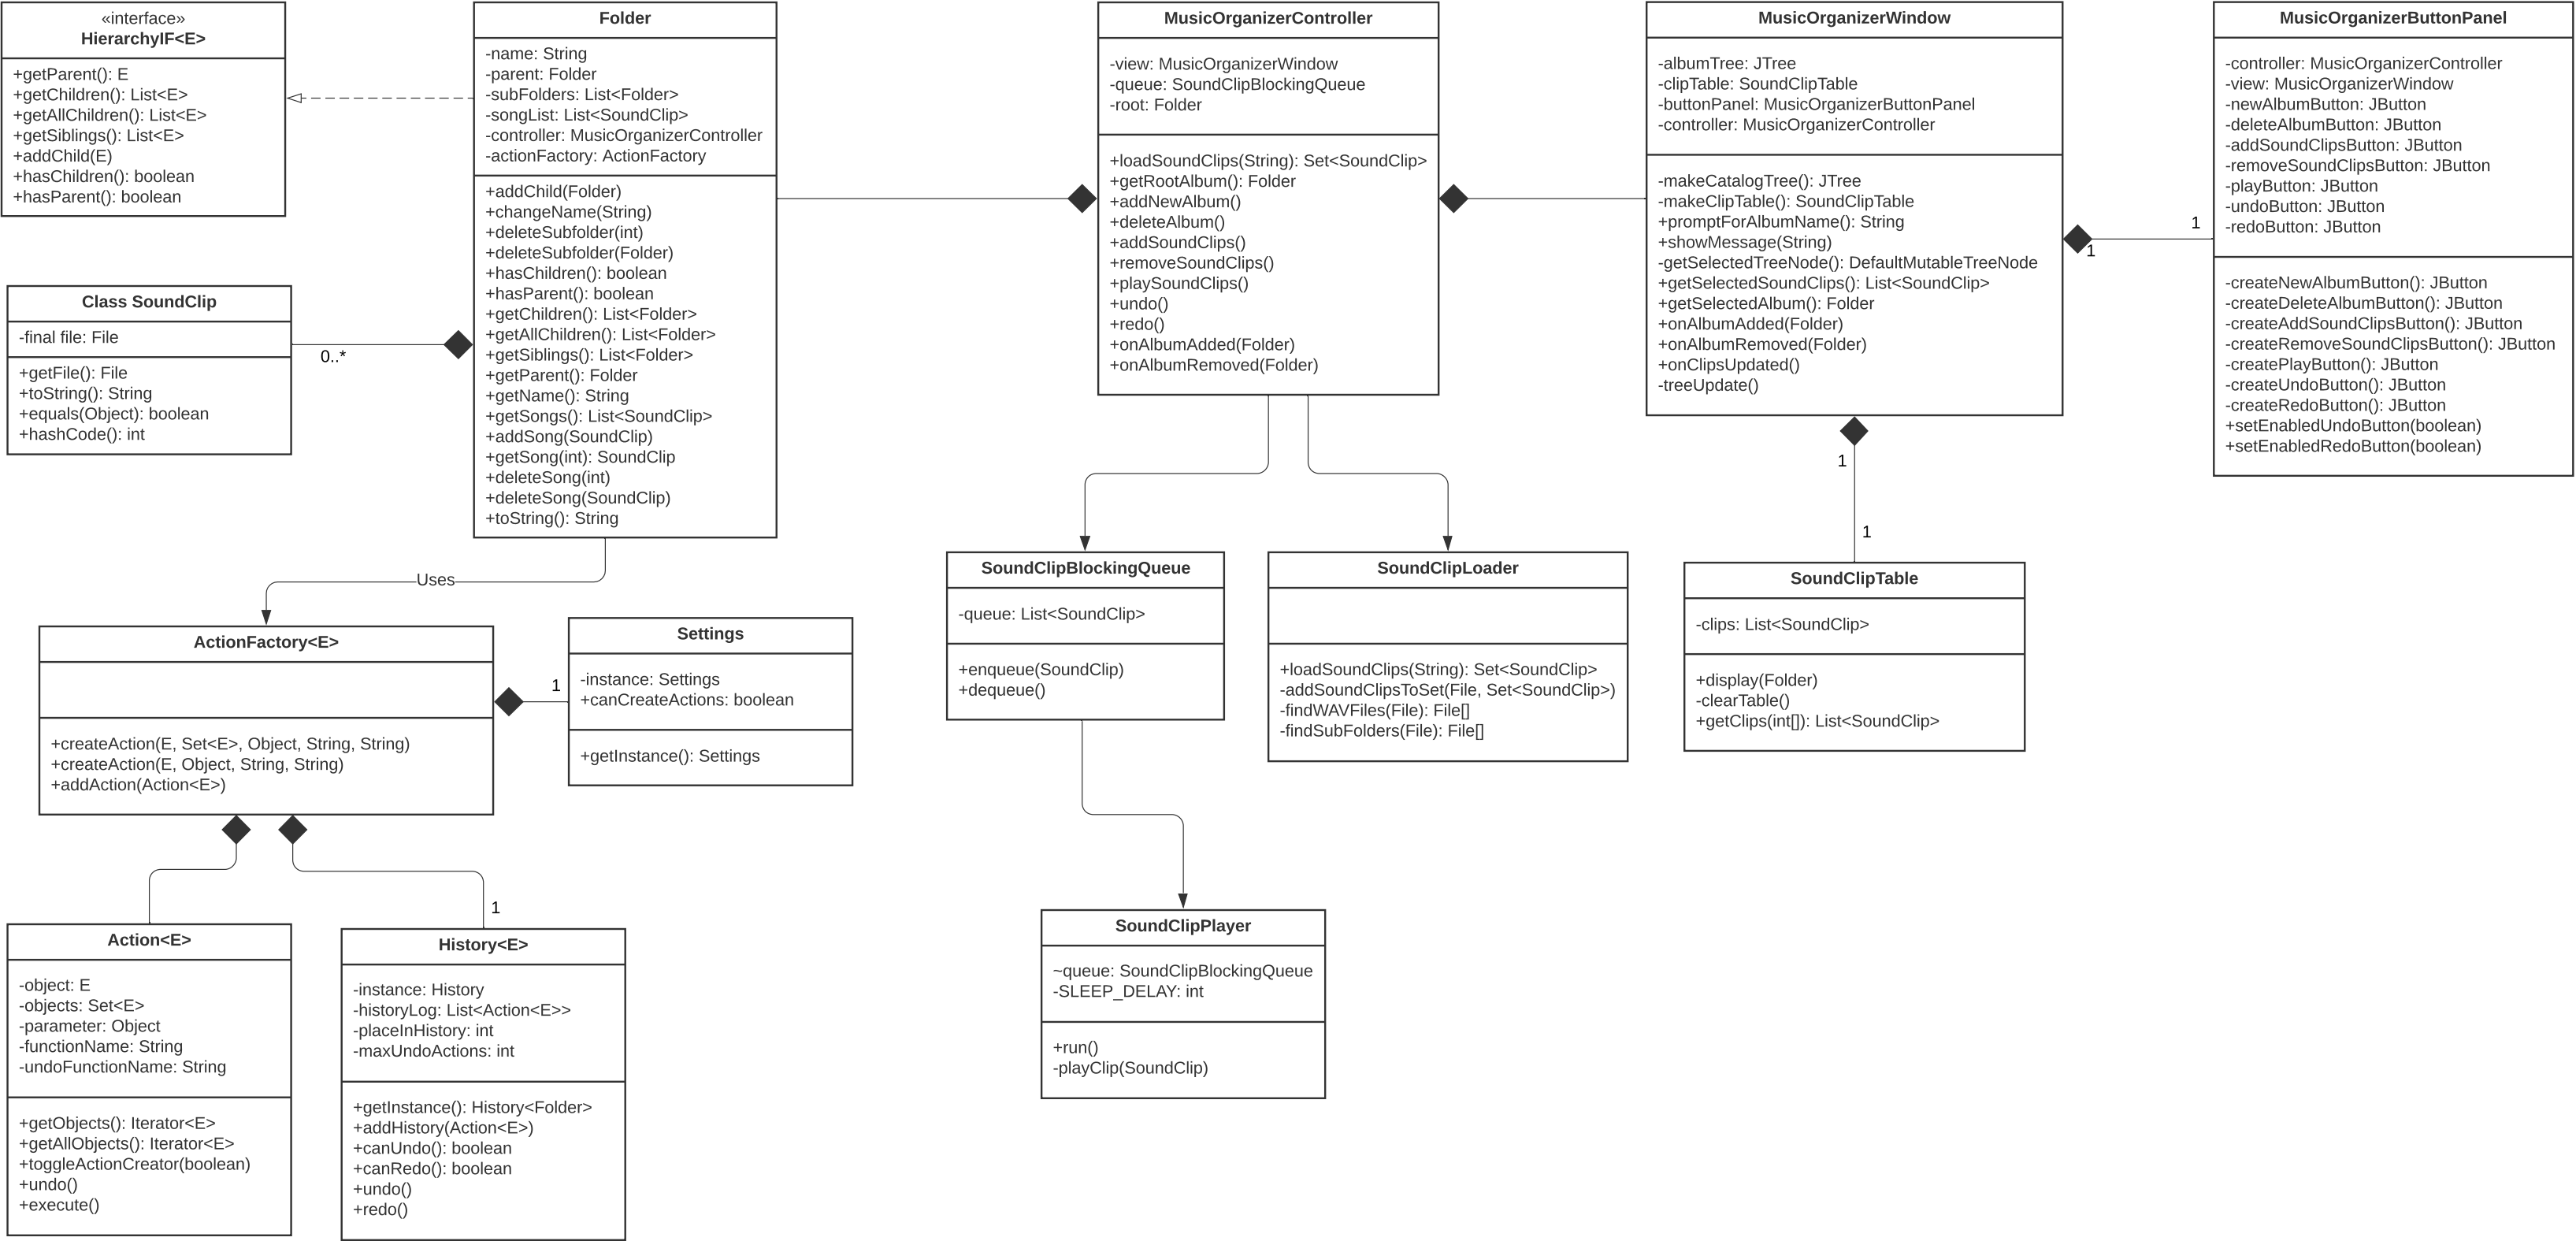 «interface»
HierarchyIF<E>
+getParent(): E
+getChildren(): List<E>
+getAllChildren(): List<E>
+getSiblings(): List<E>
+addChild(E)
+hasChildren(): boolean
+hasParent(): boolean
Folder
-name: String
-parent: Folder
-subFolders: List<Folder>
-songList: List<SoundClip>
-controller: MusicOrganizerController
-actionFactory: ActionFactory
+addChild(Folder)
+changeName(String)
+deleteSubfolder(int)
+deleteSubfolder(Folder)
+hasChildren(): boolean
+hasParent(): boolean
+getChildren(): List<Folder>
+getAllChildren(): List<Folder>
+getSiblings(): List<Folder>
+getParent(): Folder
+getName(): String
+getSongs(): List<SoundClip>
+addSong(SoundClip)
+getSong(int): SoundClip
+deleteSong(int)
+deleteSong(SoundClip)
+toString(): String
MusicOrganizerController
-view: MusicOrganizerWindow
-queue: SoundClipBlockingQueue
-root: Folder
+loadSoundClips(String): Set<SoundClip>
+getRootAlbum(): Folder
+addNewAlbum()
+deleteAlbum()
+addSoundClips()
+removeSoundClips()
+playSoundClips()
+undo()
+redo()
+onAlbumAdded(Folder)
+onAlbumRemoved(Folder)
MusicOrganizerWindow
-albumTree: JTree
-clipTable: SoundClipTable
-buttonPanel: MusicOrganizerButtonPanel
-controller: MusicOrganizerController
-makeCatalogTree(): JTree
-makeClipTable(): SoundClipTable
+promptForAlbumName(): String
+showMessage(String)
-getSelectedTreeNode(): DefaultMutableTreeNode
+getSelectedSoundClips(): List<SoundClip>
+getSelectedAlbum(): Folder
+onAlbumAdded(Folder)
+onAlbumRemoved(Folder)
+onClipsUpdated()
-treeUpdate()
1
1
MusicOrganizerButtonPanel
-controller: MusicOrganizerController
-view: MusicOrganizerWindow
-newAlbumButton: JButton
-deleteAlbumButton: JButton
-addSoundClipsButton: JButton
-removeSoundClipsButton: JButton
-playButton: JButton
-undoButton: JButton
-redoButton: JButton
-createNewAlbumButton(): JButton
-createDeleteAlbumButton(): JButton
-createAddSoundClipsButton(): JButton
-createRemoveSoundClipsButton(): JButton
-createPlayButton(): JButton
-createUndoButton(): JButton
-createRedoButton(): JButton
+setEnabledUndoButton(boolean)
+setEnabledRedoButton(boolean)
Class SoundClip
-final file: File
+getFile(): File
+toString(): String
+equals(Object): boolean
+hashCode(): int
0..*
Uses
1
1
ActionFactory<E>
+createAction(E, Set<E>, Object, String, String)
+createAction(E, Object, String, String)
+addAction(Action<E>)
1
Settings
-instance: Settings
+canCreateActions: boolean
+getInstance(): Settings
SoundClipBlockingQueue
-queue: List<SoundClip>
+enqueue(SoundClip)
+dequeue()
SoundClipLoader
+loadSoundClips(String): Set<SoundClip>
-addSoundClipsToSet(File, Set<SoundClip>)
-findWAVFiles(File): File[]
-findSubFolders(File): File[]
SoundClipTable
-clips: List<SoundClip>
+display(Folder)
-clearTable()
+getClips(int[]): List<SoundClip>
Action<E>
-object: E
-objects: Set<E>
-parameter: Object
-functionName: String
-undoFunctionName: String
+getObjects(): Iterator<E>
+getAllObjects(): Iterator<E>
+toggleActionCreator(boolean)
+undo()
+execute()
1
History<E>
-instance: History
-historyLog: List<Action<E>>
-placeInHistory: int
-maxUndoActions: int
+getInstance(): History<Folder>
+addHistory(Action<E>)
+canUndo(): boolean
+canRedo(): boolean
+undo()
+redo()
SoundClipPlayer
~queue: SoundClipBlockingQueue
-SLEEP_DELAY: int
+run()
-playClip(SoundClip)